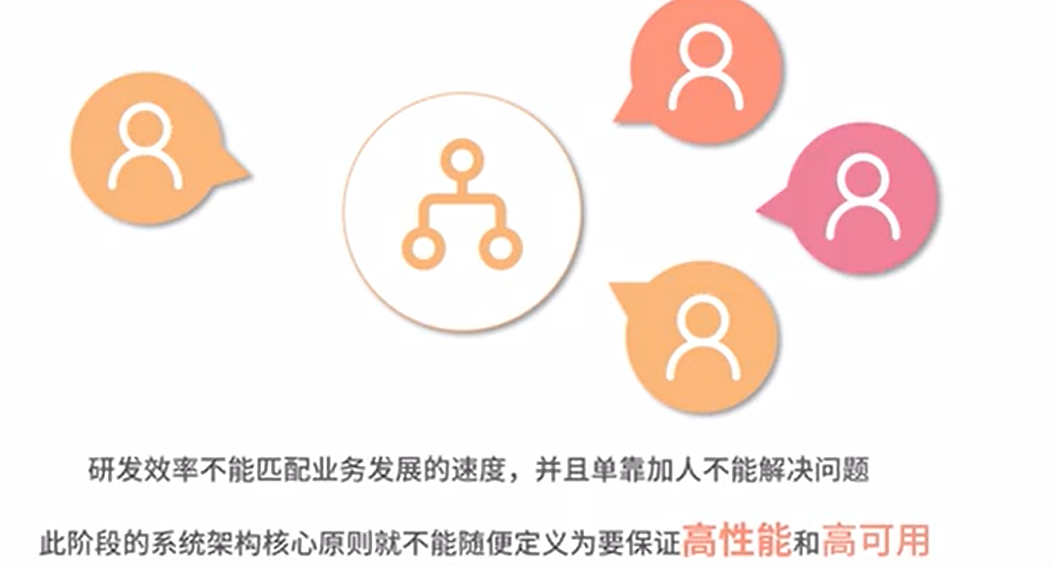 研发效率不能匹配业务发展的速度，并且单靠加人不能解决问题
此阶段的系统架构核心原则就不能随便定义为要保证高性能和高可用